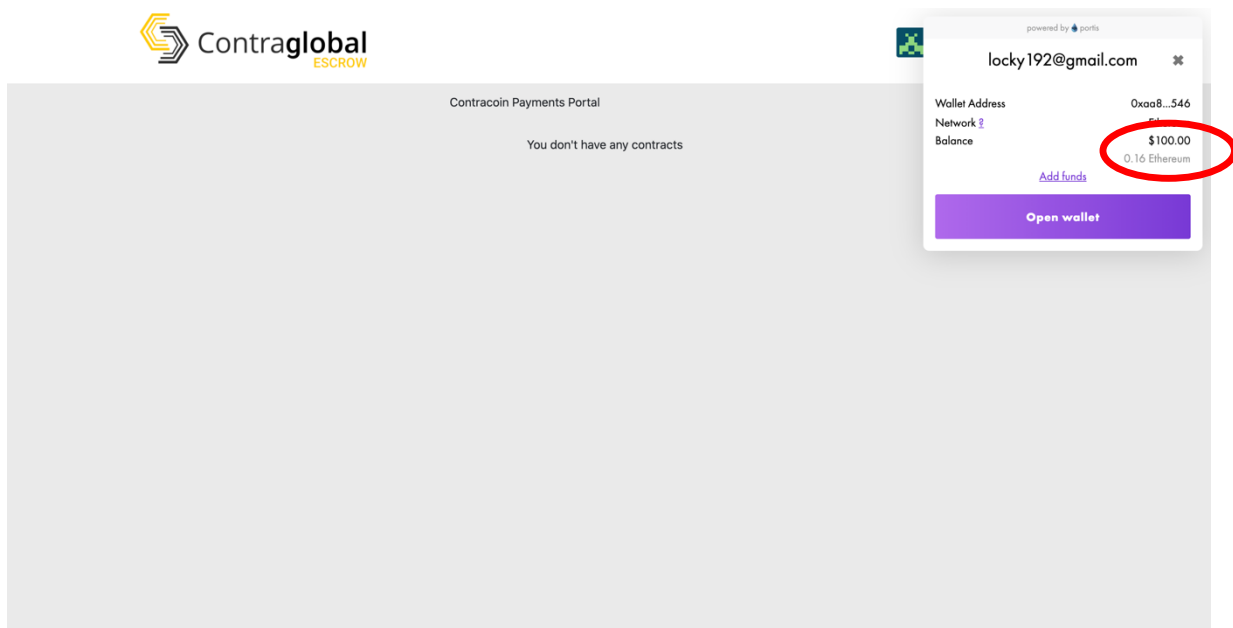 Contraglobal
ESCROW
powered by portis
locky192@gmail.com
Contracoin Payments Portal
You don't have any contracts
Wallet Address 0xaa8...546
Network ?
Balance $100.00
0.16 Ethereum
Add funds
Open wallet